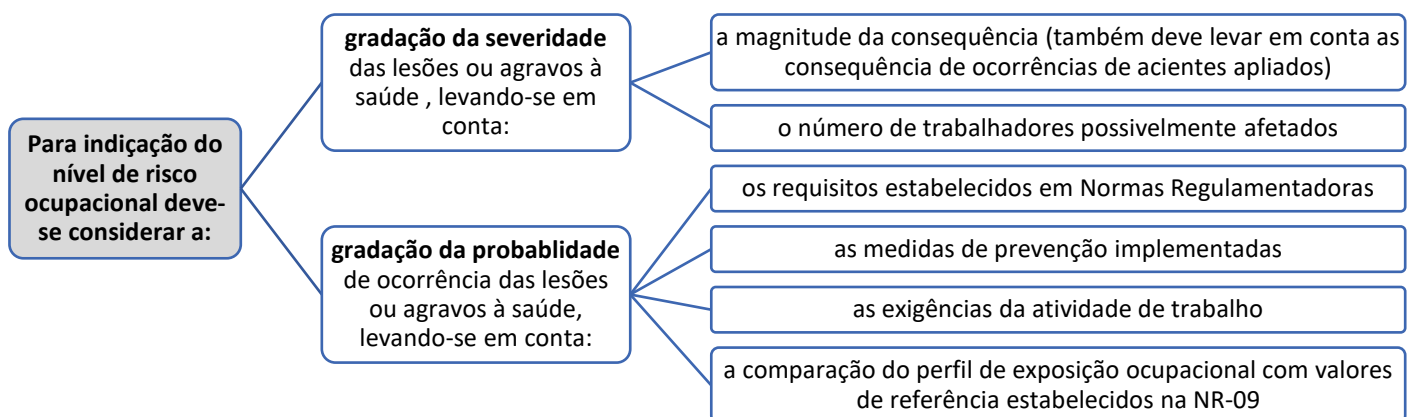 Para indicação do
nível de risco
ocupacional deve-
se considerar a:
gradação da severidade
das lesões ou agravos à
saúde , levando-se em
conta:
a magnitude da consequência (também deve levar em conta as
consequência de ocorrências de acientes apliados)
o número de trabalhadores possivelmente afetados
gradação da probablidade
de ocorrência das lesões
ou agravos à saúde,
levando-se em conta:
os requisitos estabelecidos em Normas Regulamentadoras
as medidas de prevenção implementadas
as exigências da atividade de trabalho
a comparação do perfil de exposição ocupacional com valores
de referência estabelecidos na NR-09